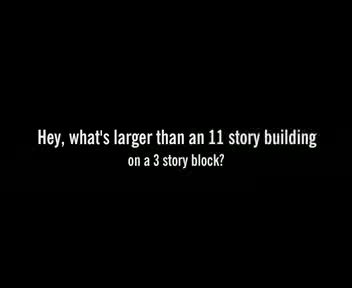 Hey, what's larger than an 11 story building
on a 3 story block?